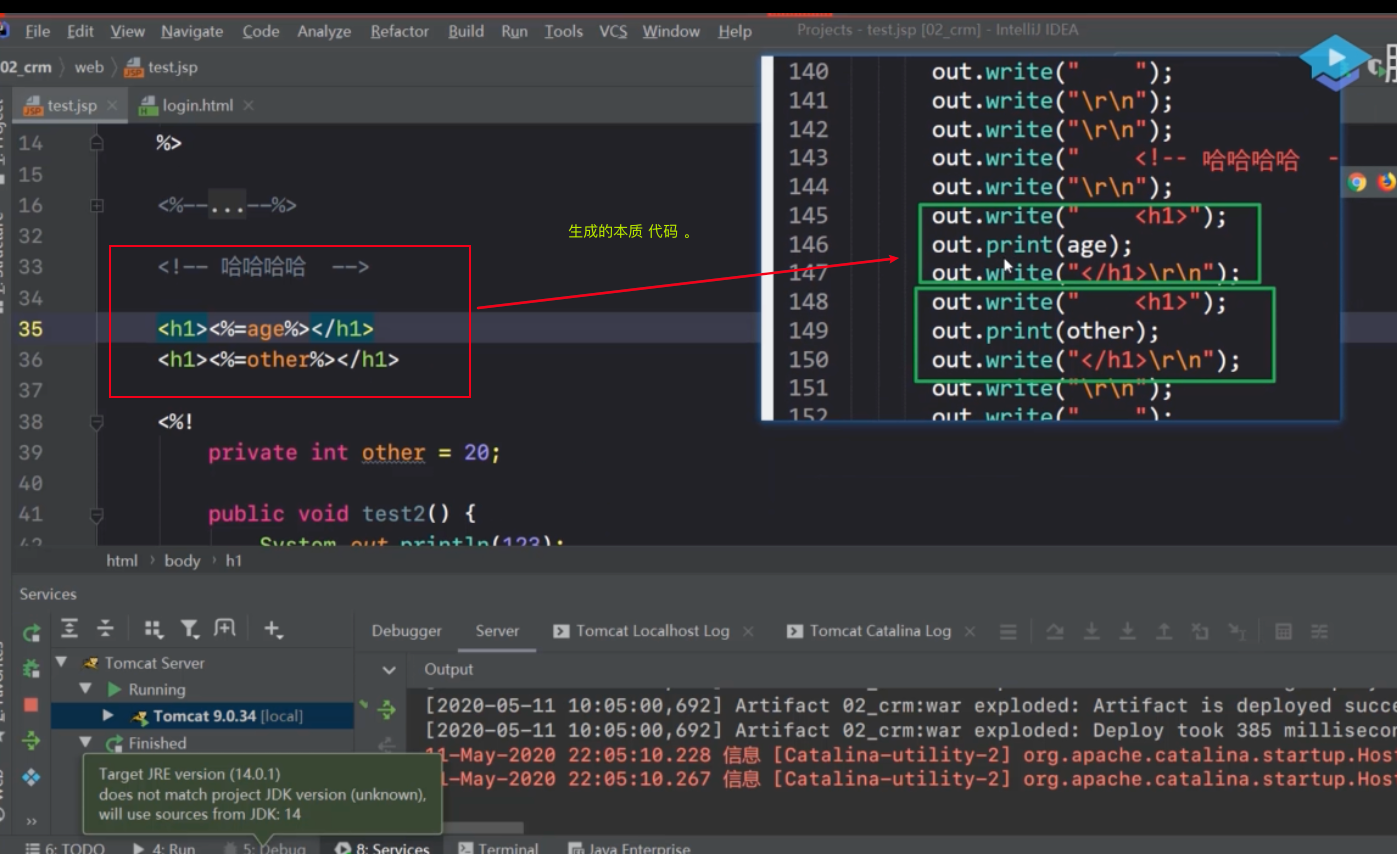 File Edit View Navigate Code Analyze Refactor Build Run Tools VCS Window Help Projects - test.jsp [02_crm] - IntelliJ IDEA
02_crm web test.jsp
test.jsp login.html
14 %>
15
16 <%--...--%>
32
33 <!-- 哈哈哈哈 -->
34
35 <h1><%=age%></h1>
36 <h1><%=other%></h1>
37
38 <%!
39 private int other = 20;
40
41 public void test2() {
42 System.out.println(123);
生成的本质 代码 。
140 out.write("    ");
141 out.write("\r\n");
142 out.write("\r\n");
143 out.write("    <!-- 哈哈哈哈 -
144 out.write("\r\n");
145 out.write("    <h1>");
146 out.print(age);
147 out.write("</h1>\r\n");
148 out.write("    <h1>");
149 out.print(other);
150 out.write("</h1>\r\n");
151 out.write("\r\n");
152 out.write("    ");
html body h1
Services
Debugger Server Tomcat Localhost Log Tomcat Catalina Log
Tomcat Server
Running
Tomcat 9.0.34 [local]
Finished
Output
[2020-05-11 10:05:00,692] Artifact 02_crm:war exploded: Artifact is deployed succe
[2020-05-11 10:05:00,692] Artifact 02_crm:war exploded: Deploy took 385 millisecon
11-May-2020 22:05:10.228 信息 [Catalina-utility-2] org.apache.catalina.startup.Hos
1-May-2020 22:05:10.267 信息 [Catalina-utility-2] org.apache.catalina.startup.Hos
Target JRE version (14.0.1)
does not match project JDK version (unknown),
will use sources from JDK: 14
6: TODO 4: Run 5: Debug 8: Services Terminal Java Enterprise